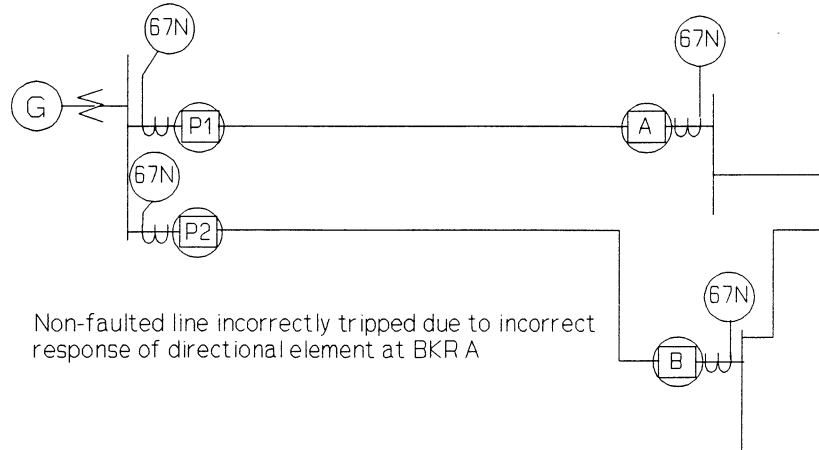 67N
67N
G
P1
A
67N
P2
67N
B
Non-faulted line incorrectly tripped due to incorrect
response of directional element at BKR A